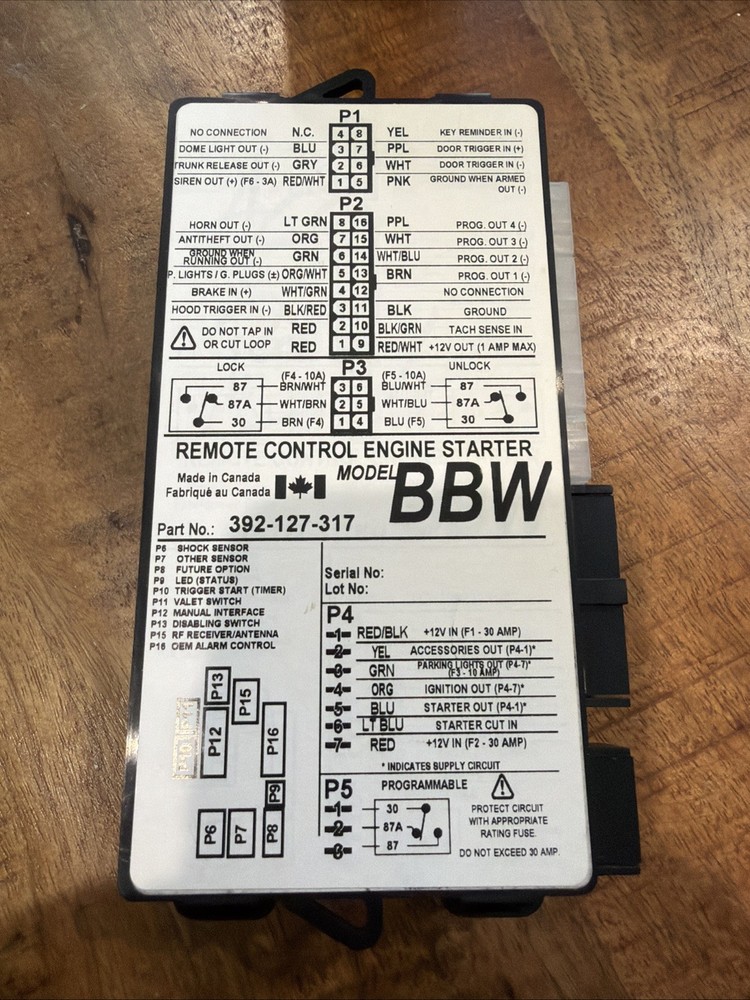 P1
NO CONNECTION N.C. 4 8 YEL KEY REMINDER IN (-)
DOME LIGHT OUT (-) BLU 3 7 PPL DOOR TRIGGER IN (+)
TRUNK RELEASE OUT (-) GRY 2 6 WHT DOOR TRIGGER IN (-)
SIREN OUT (+) (F6 - 3A) RED/WHT 1 5 PNK GROUND WHEN ARMED
OUT (-)
P2
HORN OUT (-) LT GRN 8 16 PPL PROG. OUT 4 (-)
ANTITHEFT OUT (-) ORG 7 15 WHT PROG. OUT 3 (-)
GROUND WHEN
RUNNING OUT (-) GRN 6 14 WHT/BLU PROG. OUT 2 (-)
P. LIGHTS / G. PLUGS (±) ORG/WHT 5 13 BRN PROG. OUT 1 (-)
BRAKE IN (+) WHT/GRN 4 12 NO CONNECTION
HOOD TRIGGER IN (-) BLK/RED 3 11 BLK GROUND
DO NOT TAP IN RED 2 10 BLK/GRN TACH SENSE IN
OR CUT LOOP RED 1 9 RED/WHT +12V OUT (1 AMP MAX)
P3
LOCK (F4 - 10A) (F5 - 10A) UNLOCK
87 BRN/WHT 3 6 BLU/WHT 87
87A WHT/BRN 2 5 WHT/BLU 87A
30 BRN (F4) 1 4 BLU (F5) 30
REMOTE CONTROL ENGINE STARTER
Made in Canada
Fabriqué au Canada
MODEL BBW
Part No.: 392-127-317
P6 SHOCK SENSOR
P7 OTHER SENSOR
P8 FUTURE OPTION
P9 LED (STATUS)
P10 TRIGGER START (TIMER)
P11 VALET SWITCH
P12 MANUAL INTERFACE
P13 DISABLING SWITCH
P15 RF RECEIVER/ANTENNA
P16 OEM ALARM CONTROL
Serial No:
Lot No:
P4
1 RED/BLK +12V IN (F1 - 30 AMP)
2 YEL ACCESSORIES OUT (P4-1)*
3 GRN PARKING LIGHTS OUT (P4-7)*
(F3 - 10 AMP)
4 ORG IGNITION OUT (P4-7)*
5 BLU STARTER OUT (P4-1)*
6 LT BLU STARTER CUT IN
7 RED +12V IN (F2 - 30 AMP)
* INDICATES SUPPLY CIRCUIT
P13
P15
P10 P11
P12
P16
P9
P6
P7
P8
P5 PROGRAMMABLE
1 30
2 87A
3 87
PROTECT CIRCUIT
WITH APPROPRIATE
RATING FUSE.
DO NOT EXCEED 30 AMP.